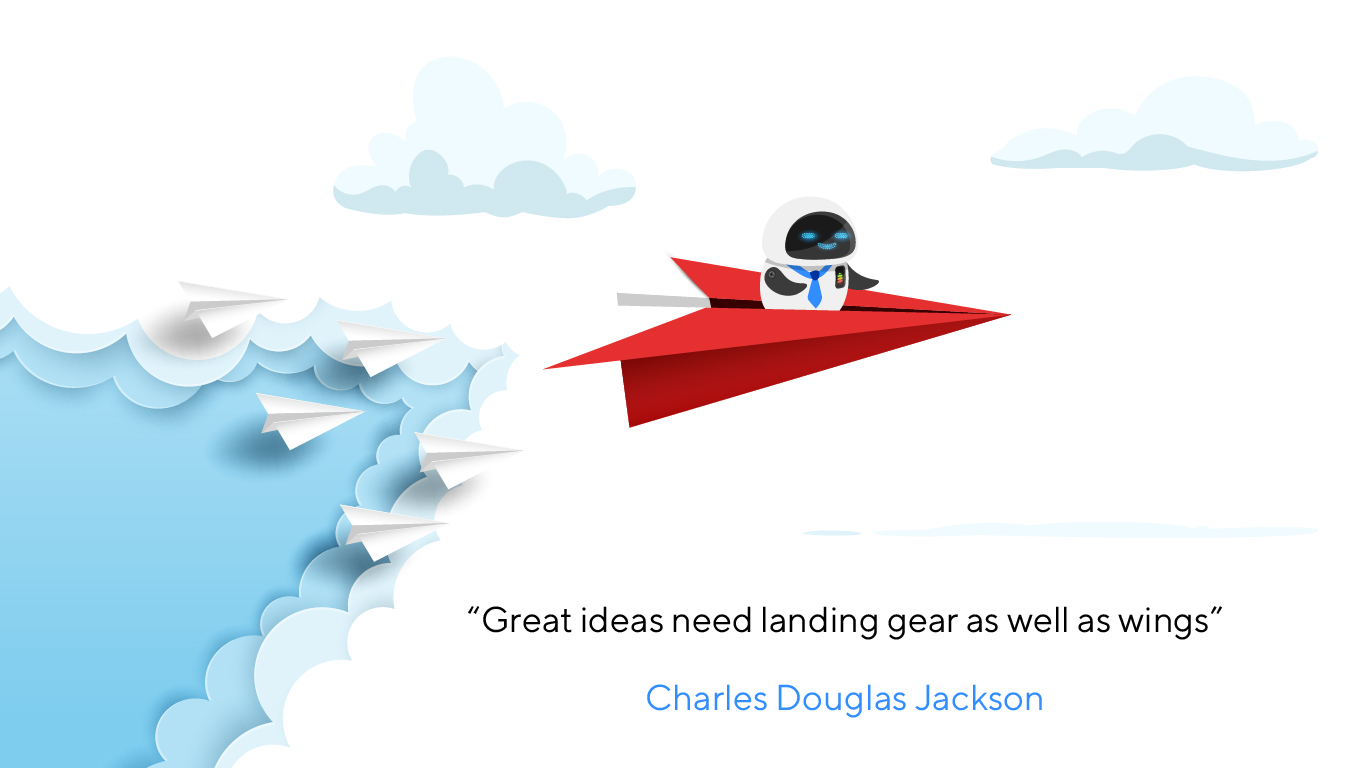 “Great ideas need landing gear as well as wings”
Charles Douglas Jackson